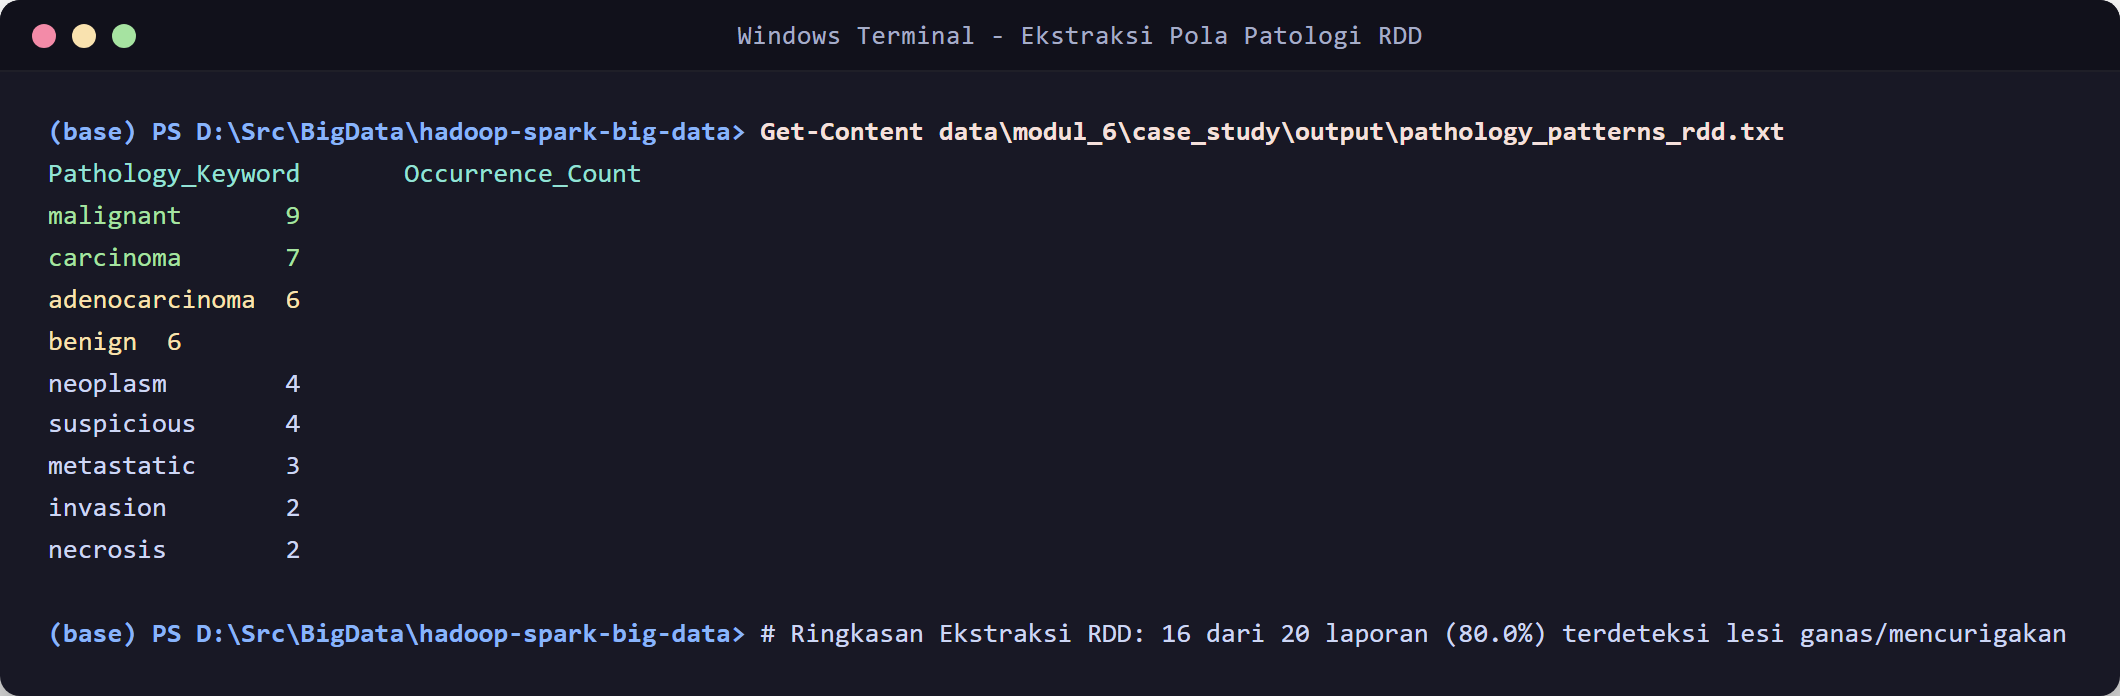 Windows Terminal - Ekstraksi Pola Patologi RDD
(base) PS D:\Src\BigData\hadoop-spark-big-data> Get-Content data\modul_6\case_study\output\pathology_patterns_rdd.txt
Pathology_Keyword       Occurrence_Count
malignant       9
carcinoma       7
adenocarcinoma  6
benign  6
neoplasm        4
suspicious      4
metastatic      3
invasion        2
necrosis        2
(base) PS D:\Src\BigData\hadoop-spark-big-data> # Ringkasan Ekstraksi RDD: 16 dari 20 laporan (80.0%) terdeteksi lesi ganas/mencurigakan